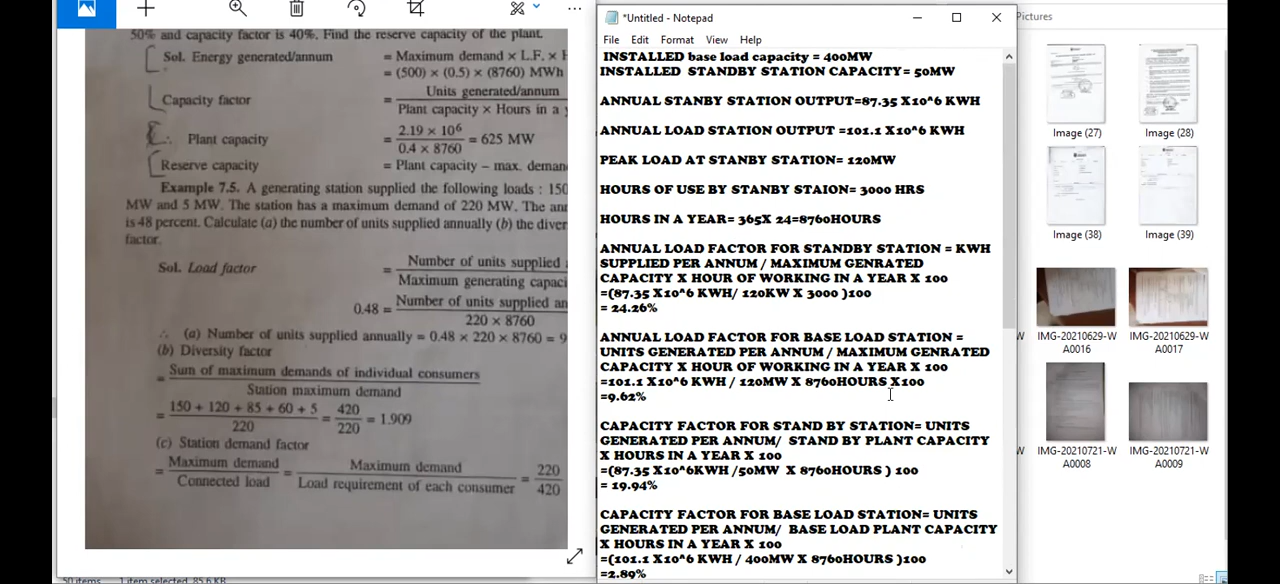 50% and capacity factor is 40%. Find the reserve capacity of the plant.
Sol. Energy generated/annum = Maximum demand × L.F. × H
= (500) × (0.5) × (8760) MWh
Capacity factor = Units generated/annum
Plant capacity × Hours in a
∴ Plant capacity = 2.19 × 10⁶ / 0.4 × 8760 = 625 MW
Reserve capacity = Plant capacity – max. deman
Example 7.5. A generating station supplied the following loads : 150
MW and 5 MW. The station has a maximum demand of 220 MW. The an
is 48 percent. Calculate (a) the number of units supplied annually (b) the diver
factor.
Sol. Load factor = Number of units supplied
Maximum generating capaci
0.48 = Number of units supplied an
220 × 8760
∴ (a) Number of units supplied annually = 0.48 × 220 × 8760 = 9
(b) Diversity factor
= Sum of maximum demands of individual consumers
Station maximum demand
= 150 + 120 + 85 + 60 + 5 / 220 = 420 / 220 = 1.909
(c) Station demand factor
= Maximum demand / Connected load = Maximum demand / Load requirement of each consumer = 220 / 420
50 items 1 item selected 85.6 KB
*Untitled - Notepad
File Edit Format View Help
INSTALLED base load capacity = 400MW
INSTALLED STANDBY STATION CAPACITY= 50MW
ANNUAL STANBY STATION OUTPUT=87.35 X10^6 KWH
ANNUAL LOAD STATION OUTPUT =101.1 X10^6 KWH
PEAK LOAD AT STANBY STATION= 120MW
HOURS OF USE BY STANBY STAION= 3000 HRS
HOURS IN A YEAR= 365X 24=8760HOURS
ANNUAL LOAD FACTOR FOR STANDBY STATION = KWH
SUPPLIED PER ANNUM / MAXIMUM GENRATED
CAPACITY X HOUR OF WORKING IN A YEAR X 100
=(87.35 X10^6 KWH/ 120KW X 3000 )100
= 24.26%
ANNUAL LOAD FACTOR FOR BASE LOAD STATION =
UNITS GENERATED PER ANNUM / MAXIMUM GENRATED
CAPACITY X HOUR OF WORKING IN A YEAR X 100
=101.1 X10^6 KWH / 120MW X 8760HOURS X100
=9.62%
CAPACITY FACTOR FOR STAND BY STATION= UNITS
GENERATED PER ANNUM/ STAND BY PLANT CAPACITY
X HOURS IN A YEAR X 100
=(87.35 X10^6KWH /50MW X 8760HOURS ) 100
= 19.94%
CAPACITY FACTOR FOR BASE LOAD STATION= UNITS
GENERATED PER ANNUM/ BASE LOAD PLANT CAPACITY
X HOURS IN A YEAR X 100
=(101.1 X10^6 KWH / 400MW X 8760HOURS )100
=2.89%
Pictures
Image (27) Image (28)
Image (38) Image (39)
IMG-20210629-WA0016 IMG-20210629-WA0017
IMG-20210721-WA0008 IMG-20210721-WA0009